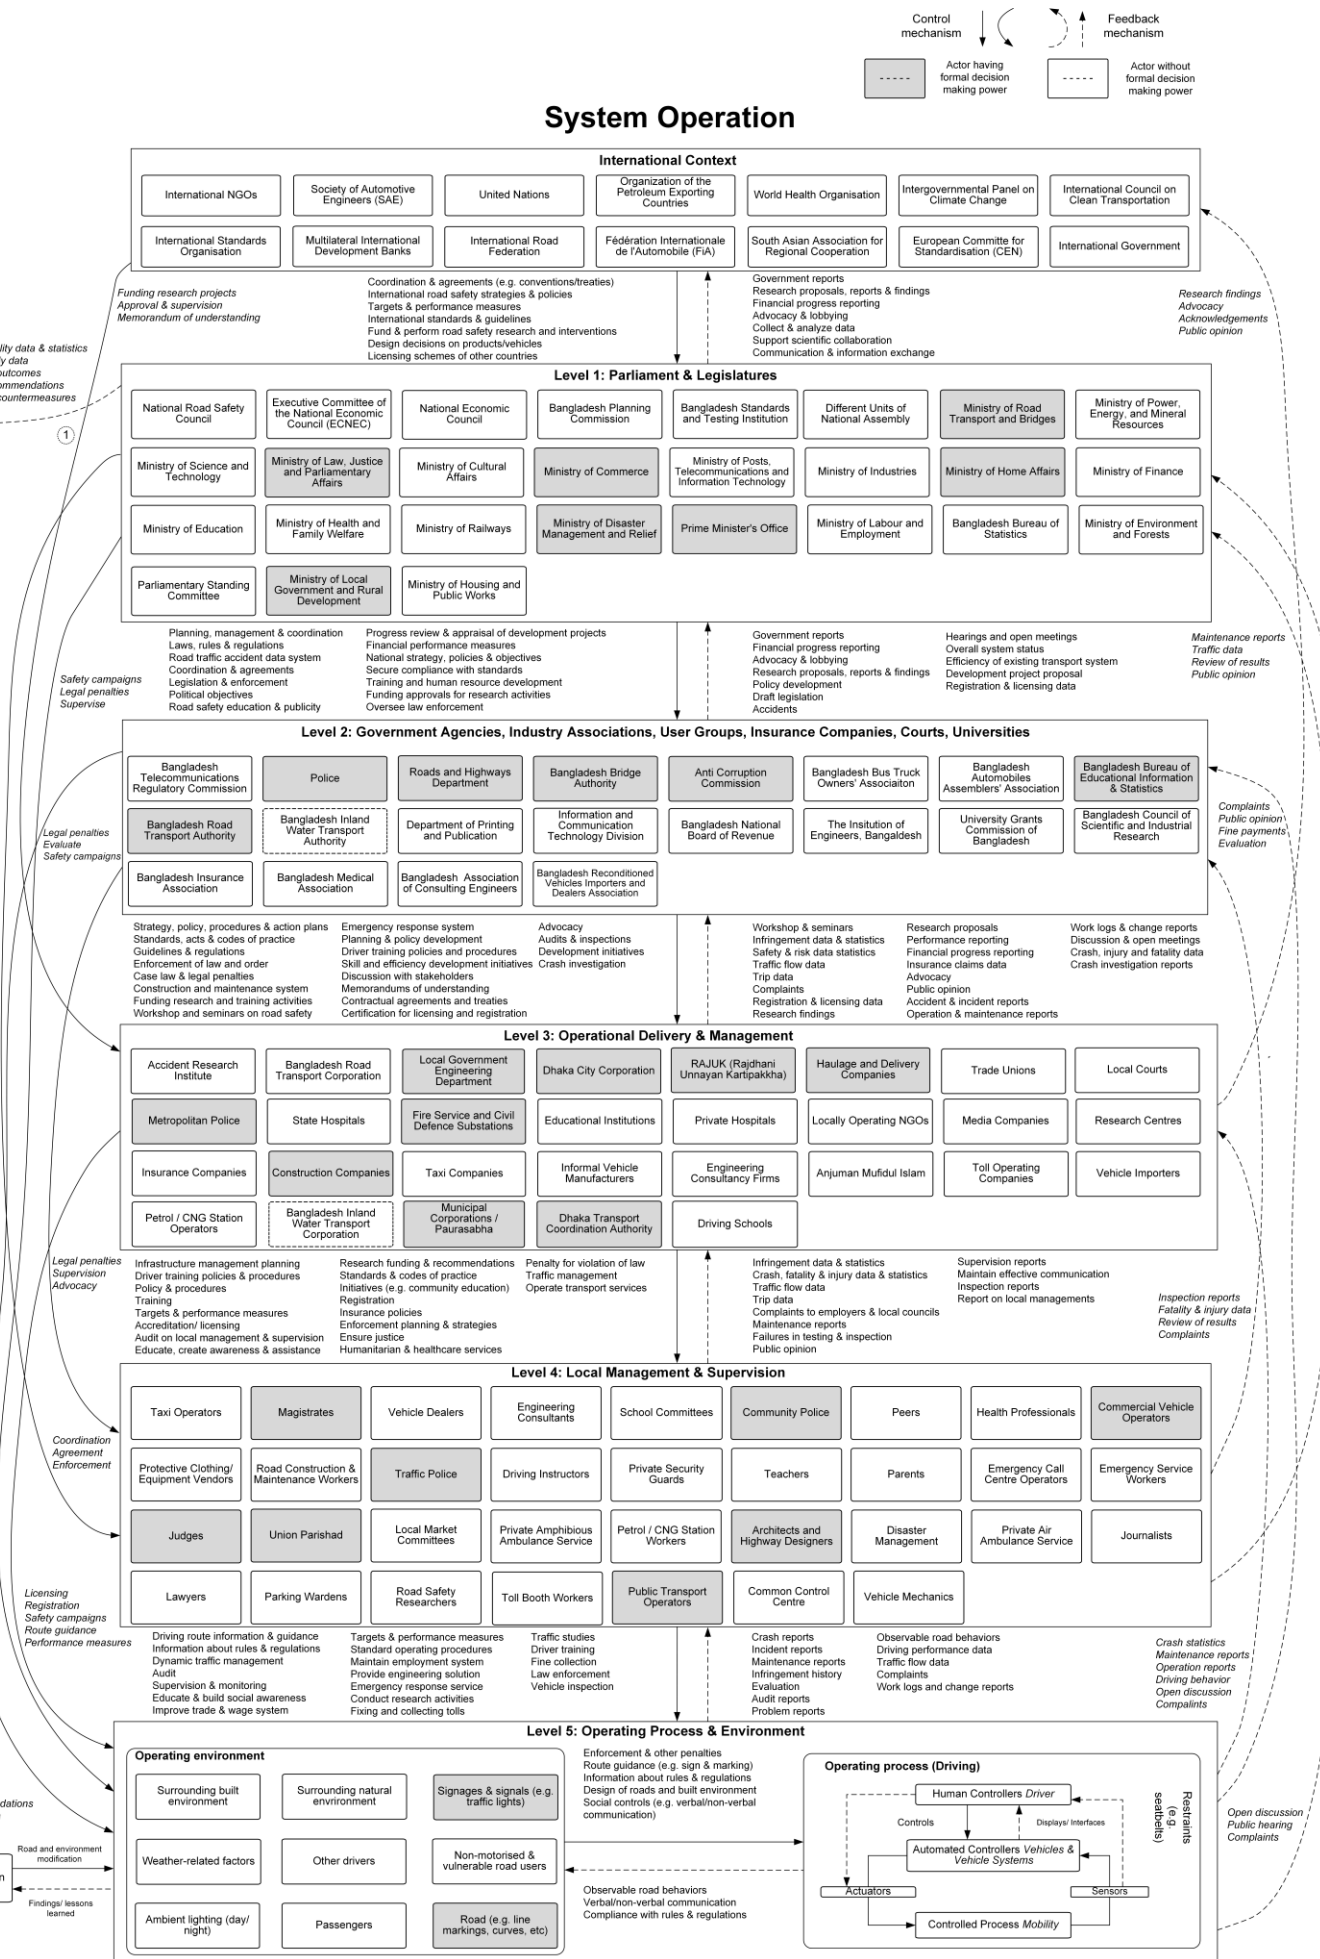 Control
mechanism
Feedback
mechanism
- - - - -
Actor having
formal decision
making power
- - - - -
Actor without
formal decision
making power
System Operation
International Context
International NGOs
Society of Automotive
Engineers (SAE)
United Nations
Organization of the
Petroleum Exporting
Countries
World Health Organisation
Intergovernmental Panel on
Climate Change
International Council on
Clean Transportation
International Standards
Organisation
Multilateral International
Development Banks
International Road
Federation
Fédération Internationale
de l'Automobile (FiA)
South Asian Association for
Regional Cooperation
European Committe for
Standardisation (CEN)
International Government
Funding research projects
Approval & supervision
Memorandum of understanding
Coordination & agreements (e.g. conventions/treaties)
International road safety strategies & policies
Targets & performance measures
International standards & guidelines
Fund & perform road safety research and interventions
Design decisions on products/vehicles
Licensing schemes of other countries
Government reports
Research proposals, reports & findings
Financial progress reporting
Advocacy & lobbying
Collect & analyze data
Support scientific collaboration
Communication & information exchange
Research findings
Advocacy
Acknowledgements
Public opinion
lity data & statistics
y data
outcomes
ommendations
countermeasures
1
Level 1: Parliament & Legislatures
National Road Safety
Council
Executive Committee of
the National Economic
Council (ECNEC)
National Economic
Council
Bangladesh Planning
Commission
Bangladesh Standards
and Testing Institution
Different Units of
National Assembly
Ministry of Road
Transport and Bridges
Ministry of Power,
Energy, and Mineral
Resources
Ministry of Science and
Technology
Ministry of Law, Justice
and Parliamentary
Affairs
Ministry of Cultural
Affairs
Ministry of Commerce
Ministry of Posts,
Telecommunications and
Information Technology
Ministry of Industries
Ministry of Home Affairs
Ministry of Finance
Ministry of Education
Ministry of Health and
Family Welfare
Ministry of Railways
Ministry of Disaster
Management and Relief
Prime Minister's Office
Ministry of Labour and
Employment
Bangladesh Bureau of
Statistics
Ministry of Environment
and Forests
Parliamentary Standing
Committee
Ministry of Local
Government and Rural
Development
Ministry of Housing and
Public Works
Safety campaigns
Legal penalties
Supervise
Planning, management & coordination
Laws, rules & regulations
Road traffic accident data system
Coordination & agreements
Legislation & enforcement
Political objectives
Road safety education & publicity
Progress review & appraisal of development projects
Financial performance measures
National strategy, policies & objectives
Secure compliance with standards
Training and human resource development
Funding approvals for research activities
Oversee law enforcement
Government reports
Financial progress reporting
Advocacy & lobbying
Research proposals, reports & findings
Policy development
Draft legislation
Accidents
Hearings and open meetings
Overall system status
Efficiency of existing transport system
Development project proposal
Registration & licensing data
Maintenance reports
Traffic data
Review of results
Public opinion
Level 2: Government Agencies, Industry Associations, User Groups, Insurance Companies, Courts, Universities
Bangladesh
Telecommunications
Regulatory Commission
Police
Roads and Highways
Department
Bangladesh Bridge
Authority
Anti Corruption
Commission
Bangladesh Bus Truck
Owners' Associaiton
Bangladesh
Automobiles
Assemblers' Association
Bangladesh Bureau of
Educational Information
& Statistics
Bangladesh Road
Transport Authority
Bangladesh Inland
Water Transport
Authority
Department of Printing
and Publication
Information and
Communication
Technology Division
Bangladesh National
Board of Revenue
The Insitution of
Engineers, Bangaldesh
University Grants
Commission of
Bangladesh
Bangladesh Council of
Scientific and Industrial
Research
Bangladesh Insurance
Association
Bangladesh Medical
Association
Bangladesh Association
of Consulting Engineers
Bangladesh Reconditioned
Vehicles Importers and
Dealers Association
Legal penalties
Evaluate
Safety campaigns
Complaints
Public opinion
Fine payments
Evaluation
Strategy, policy, procedures & action plans
Standards, acts & codes of practice
Guidelines & regulations
Enforcement of law and order
Case law & legal penalties
Construction and maintenance system
Funding research and training activities
Workshop and seminars on road safety
Emergency response system
Planning & policy development
Driver training policies and procedures
Skill and efficiency development initiatives
Discussion with stakeholders
Memorandums of understanding
Contractual agreements and treaties
Certification for licensing and registration
Advocacy
Audits & inspections
Development initiatives
Crash investigation
Workshop & seminars
Infringement data & statistics
Safety & risk data statistics
Traffic flow data
Trip data
Complaints
Registration & licensing data
Research findings
Research proposals
Performance reporting
Financial progress reporting
Insurance claims data
Advocacy
Public opinion
Accident & incident reports
Operation & maintenance reports
Work logs & change reports
Discussion & open meetings
Crash, injury and fatality data
Crash investigation reports
Level 3: Operational Delivery & Management
Accident Research
Institute
Bangladesh Road
Transport Corporation
Local Government
Engineering
Department
Dhaka City Corporation
RAJUK (Rajdhani
Unnayan Kartipakkha)
Haulage and Delivery
Companies
Trade Unions
Local Courts
Metropolitan Police
State Hospitals
Fire Service and Civil
Defence Substations
Educational Institutions
Private Hospitals
Locally Operating NGOs
Media Companies
Research Centres
Insurance Companies
Construction Companies
Taxi Companies
Informal Vehicle
Manufacturers
Engineering
Consultancy Firms
Anjuman Mufidul Islam
Toll Operating
Companies
Vehicle Importers
Petrol / CNG Station
Operators
Bangladesh Inland
Water Transport
Corporation
Municipal
Corporations /
Paurasabha
Dhaka Transport
Coordination Authority
Driving Schools
Legal penalties
Supervision
Advocacy
Infrastructure management planning
Driver training policies & procedures
Policy & procedures
Training
Targets & performance measures
Accreditation/ licensing
Audit on local management & supervision
Educate, create awareness & assistance
Research funding & recommendations
Standards & codes of practice
Initiatives (e.g. community education)
Registration
Insurance policies
Enforcement planning & strategies
Ensure justice
Humanitarian & healthcare services
Penalty for violation of law
Traffic management
Operate transport services
Infringement data & statistics
Crash, fatality & injury data & statistics
Traffic flow data
Trip data
Complaints to employers & local councils
Maintenance reports
Failures in testing & inspection
Public opinion
Supervision reports
Maintain effective communication
Inspection reports
Report on local managements
Inspection reports
Fatality & injury data
Review of results
Complaints
Level 4: Local Management & Supervision
Taxi Operators
Magistrates
Vehicle Dealers
Engineering
Consultants
School Committees
Community Police
Peers
Health Professionals
Commercial Vehicle
Operators
Protective Clothing/
Equipment Vendors
Road Construction &
Maintenance Workers
Traffic Police
Driving Instructors
Private Security
Guards
Teachers
Parents
Emergency Call
Centre Operators
Emergency Service
Workers
Judges
Union Parishad
Local Market
Committees
Private Amphibious
Ambulance Service
Petrol / CNG Station
Workers
Architects and
Highway Designers
Disaster
Management
Private Air
Ambulance Service
Journalists
Lawyers
Parking Wardens
Road Safety
Researchers
Toll Booth Workers
Public Transport
Operators
Common Control
Centre
Vehicle Mechanics
Coordination
Agreement
Enforcement
Licensing
Registration
Safety campaigns
Route guidance
Performance measures
Driving route information & guidance
Information about rules & regulations
Dynamic traffic management
Audit
Supervision & monitoring
Educate & build social awareness
Improve trade & wage system
Targets & performance measures
Standard operating procedures
Maintain employment system
Provide engineering solution
Emergency response service
Conduct research activities
Fixing and collecting tolls
Traffic studies
Driver training
Fine collection
Law enforcement
Vehicle inspection
Crash reports
Incident reports
Maintenance reports
Infringement history
Evaluation
Audit reports
Problem reports
Observable road behaviors
Driving performance data
Traffic flow data
Complaints
Work logs and change reports
Crash statistics
Maintenance reports
Operation reports
Driving behavior
Open discussion
Compalints
Level 5: Operating Process & Environment
Operating environment
Surrounding built
environment
Surrounding natural
environment
Signages & signals (e.g.
traffic lights)
Weather-related factors
Other drivers
Non-motorised &
vulnerable road users
Ambient lighting (day/
night)
Passengers
Road (e.g. line
markings, curves, etc)
Enforcement & other penalties
Route guidance (e.g. sign & marking)
Information about rules & regulations
Design of roads and built environment
Social controls (e.g. verbal/non-verbal
communication)
Observable road behaviors
Verbal/non-verbal communication
Compliance with rules & regulations
Operating process (Driving)
Human Controllers Driver
Controls
Displays/ Interfaces
Automated Controllers Vehicles &
Vehicle Systems
Actuators
Sensors
Controlled Process Mobility
Restraints
(e.g.
seatbelts)
Open discussion
Public hearing
Complaints
dations
Road and environment
modification
n
Findings/ lessons
learned